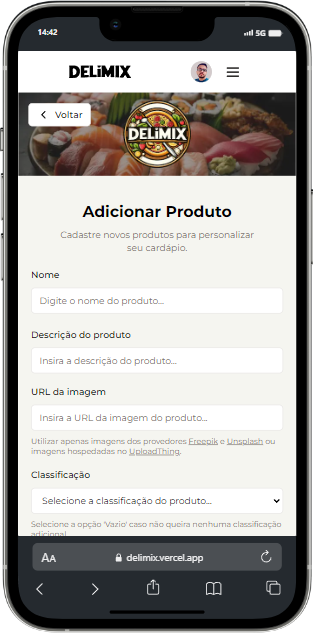 14:42
5G
DELiMIX
Voltar
DELiMIX
Adicionar Produto
Cadastre novos produtos para personalizar
seu cardápio.
Nome
Digite o nome do produto...
Descrição do produto
Insira a descrição do produto...
URL da imagem
Insira a URL da imagem do produto...
Utilizar apenas imagens dos provedores Freepik e Unsplash ou
imagens hospedadas no UploadThing.
Classificação
Selecione a classificação do produto...
Selecione a opção 'Vazio' caso não queira nenhuma classificação
adicional.
AA
delimix.vercel.app